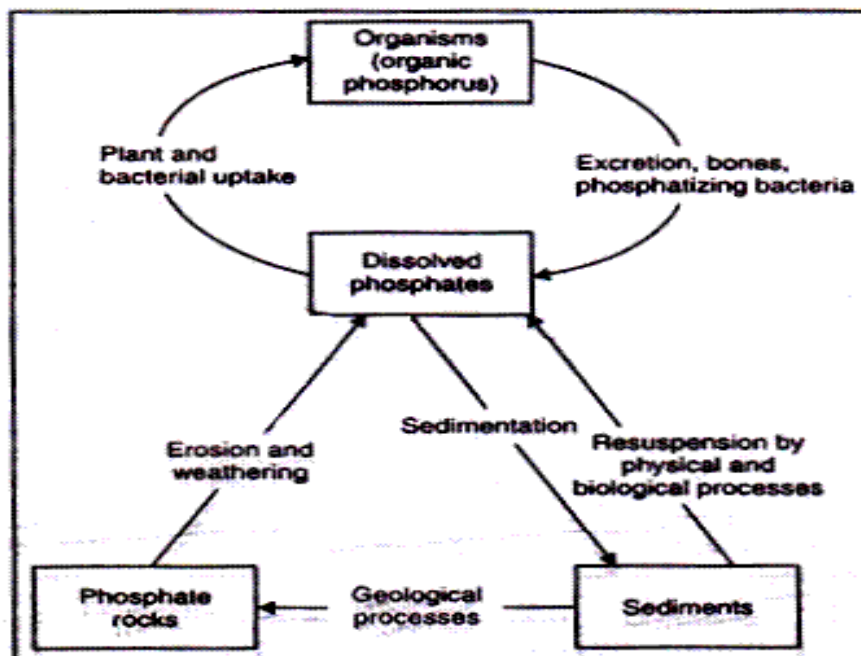 Organisms
(organic
phosphorus)
Plant and
bacterial uptake
Excretion, bones,
phosphatizing bacteria
Dissolved
phosphates
Erosion and
weathering
Sedimentation
Resuspension by
physical and
biological processes
Phosphate
rocks
Geological
processes
Sediments